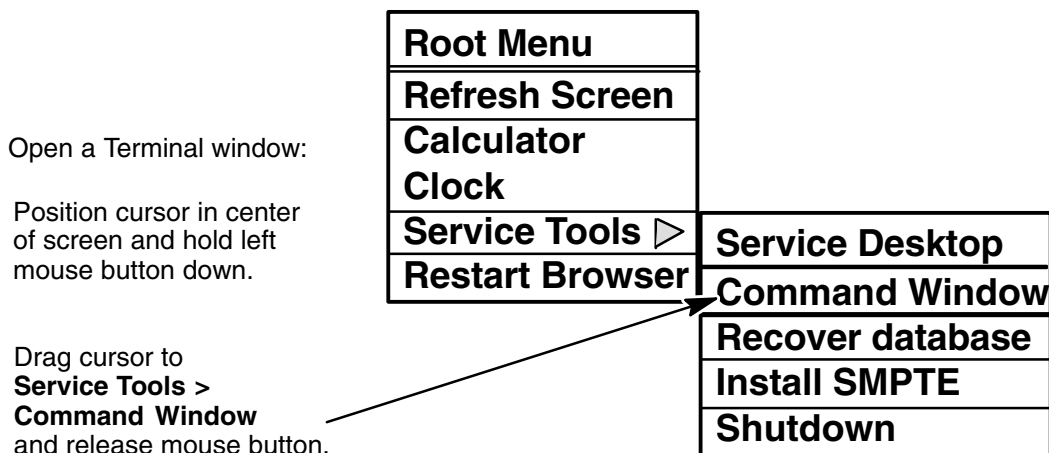 Root Menu
Refresh Screen
Calculator
Clock
Service Tools
Restart Browser
Service Desktop
Command Window
Recover database
Install SMPTE
Shutdown
Open a Terminal window:
Position cursor in center
of screen and hold left
mouse button down.
Drag cursor to
Service Tools >
Command Window
and release mouse button.